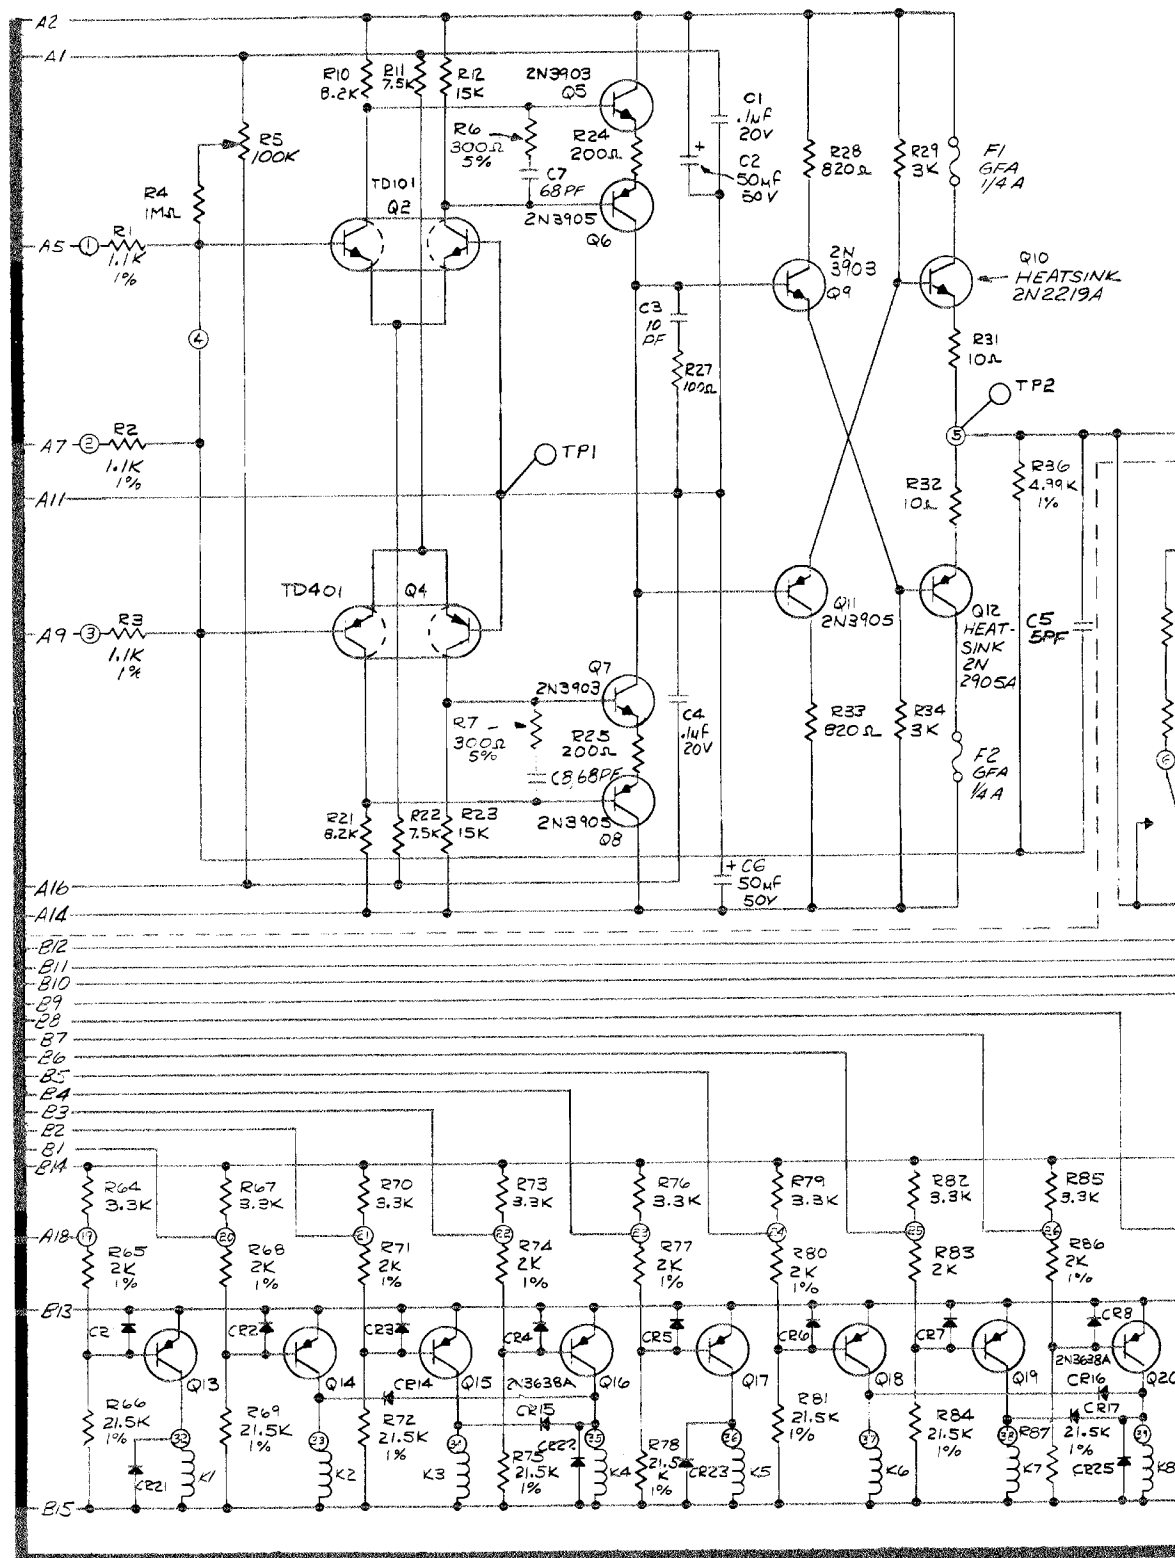 A2
A1
R10
8.2K
R11
7.5K
R12
15K
2N3903
Q5
R5
100K
R6
300Ω
5%
C7
68PF
R24
200Ω
C1
.1μF
20V
+
C2
50μF
50V
R28
820Ω
R29
3K
F1
GFA
1/4 A
R4
1MΩ
TD101
Q2
2N3905
Q6
A5
1
R1
1.1K
1%
2N
3903
Q9
Q10
HEATSINK
2N2219A
4
C3
10
PF
R27
100Ω
R31
10Ω
TP2
5
A7
2
R2
1.1K
1%
TP1
R36
4.99K
1%
A11
R32
10Ω
TD401
Q4
Q11
2N3905
Q12
HEAT-
SINK
2N
2905A
C5
5PF
A9
3
R3
1.1K
1%
Q7
2N3903
R7
300Ω
5%
R25
200Ω
C4
.1μF
20V
R33
820Ω
R34
3K
F2
GFA
1/4 A
C8, 68PF
R21
8.2K
R22
7.5K
R23
15K
2N3905
Q8
A16
+ C6
50μF
50V
A14
B12
B11
B10
B9
B8
B7
B6
B5
B4
B3
B2
B1
B14
R64
3.3K
R67
3.3K
R70
3.3K
R73
3.3K
R76
3.3K
R79
3.3K
R82
3.3K
R85
3.3K
A18
19
20
21
22
23
24
25
26
R65
2K
1%
R68
2K
1%
R71
2K
1%
R74
2K
1%
R77
2K
1%
R80
2K
1%
R83
2K
R86
2K
1%
B13
CR
CR2
CR3
CR4
CR5
CR6
CR7
CR8
Q13
Q14
CR14
Q15
2N3638A
Q16
Q17
Q18
Q19
2N3638A
CR16
Q20
R66
21.5K
1%
R69
21.5K
1%
R72
21.5K
1%
CR15
R75
21.5K
1%
R78
21.5
K
1%
R81
21.5K
1%
R84
21.5K
1%
CR17
R87
21.5K
1%
32
33
34
35
36
37
38
39
CR21
K1
K2
K3
CR22
K4
CR23
K5
K6
K7
CR25
K8
B15